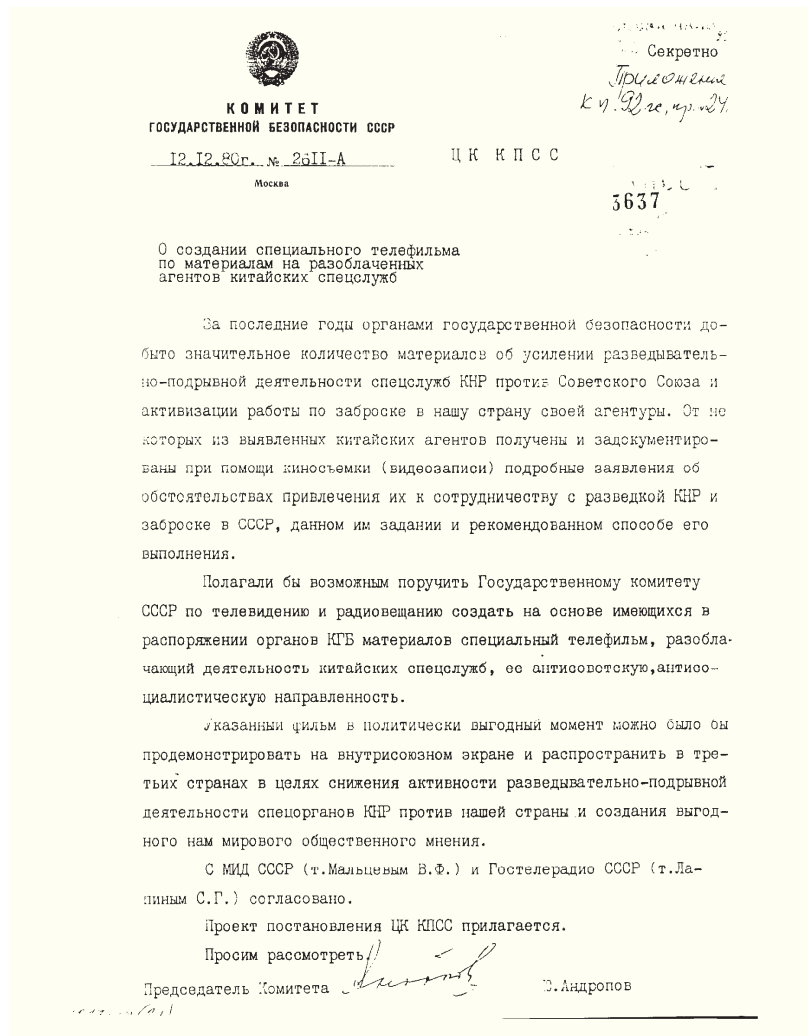 Секретно
Приложение
к п. 92 гс, пр. 24.
КОМИТЕТ
ГОСУДАРСТВЕННОЙ БЕЗОПАСНОСТИ СССР
12.12.80г. № 2611-А
ЦК КПСС
Москва
3637
О создании специального телефильма
по материалам на разоблаченных
агентов китайских спецслужб
За последние годы органами государственной безопасности до-
быто значительное количество материалов об усилении разведыватель-
но-подрывной деятельности спецслужб КНР против Советского Союза и
активизации работы по заброске в нашу страну своей агентуры. От не
которых из выявленных китайских агентов получены и задокументиро-
ваны при помощи киносъемки (видеозаписи) подробные заявления об
обстоятельствах привлечения их к сотрудничеству с разведкой КНР и
заброске в СССР, данном им задании и рекомендованном способе его
выполнения.
Полагали бы возможным поручить Государственному комитету
СССР по телевидению и радиовещанию создать на основе имеющихся в
распоряжении органов КГБ материалов специальный телефильм, разобла-
чающий деятельность китайских спецслужб, ее антисоветскую,антисо-
циалистическую направленность.
Указанный фильм в политически выгодный момент можно было бы
продемонстрировать на внутрисоюзном экране и распространить в тре-
тьих странах в целях снижения активности разведывательно-подрывной
деятельности спецорганов КНР против нашей страны и создания выгод-
ного нам мирового общественного мнения.
С МИД СССР (т.Мальцевым В.Ф.) и Гостелерадио СССР (т.Ла-
пиным С.Г.) согласовано.
Проект постановления ЦК КПСС прилагается.
Просим рассмотреть.
Председатель Комитета Ю.Андропов